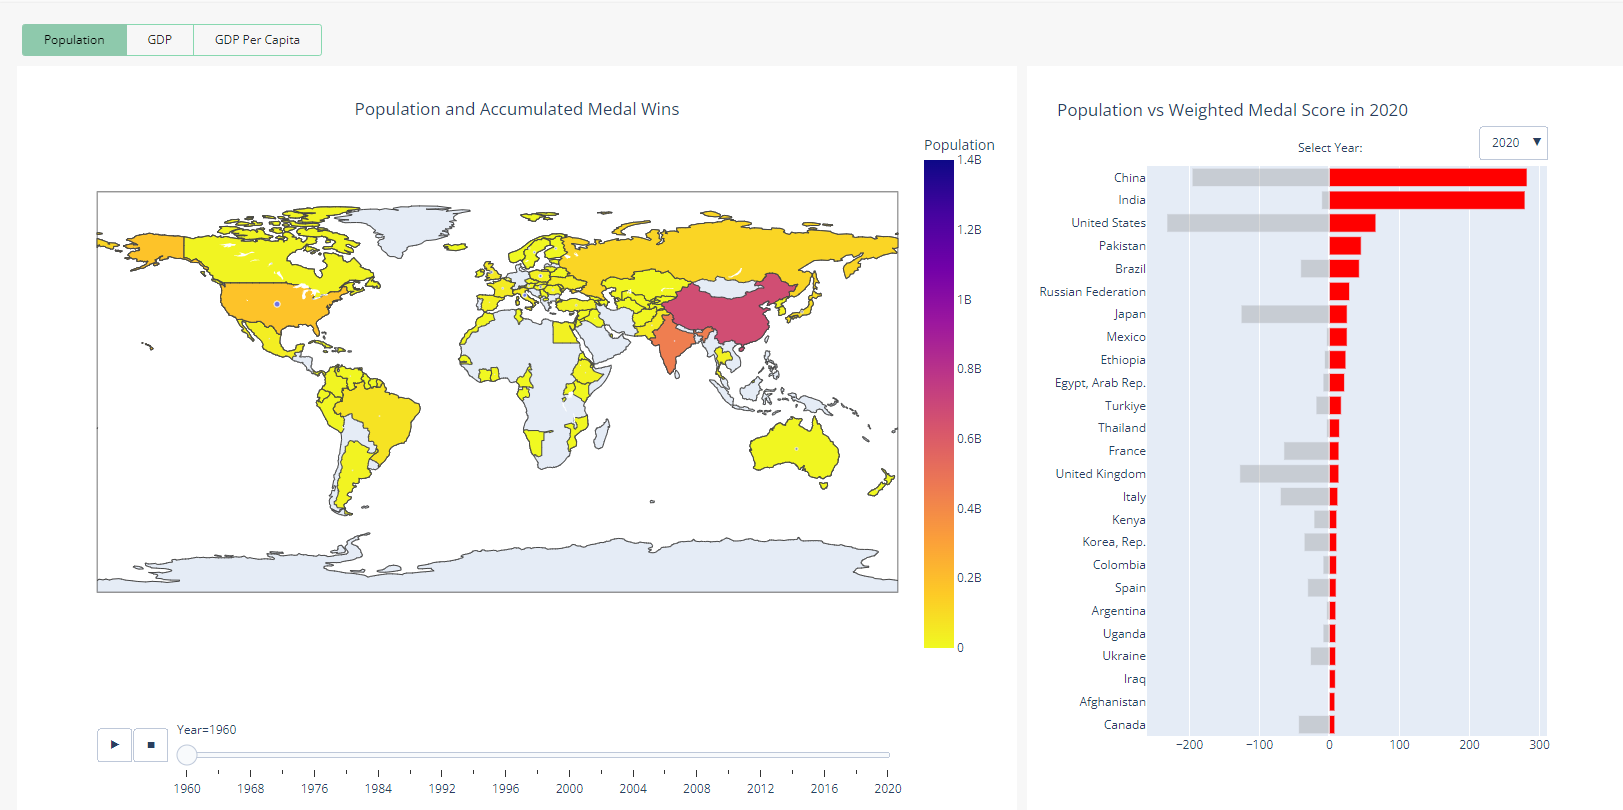 Population GDP GDP Per Capita
Population and Accumulated Medal Wins
Population
1.4B
1.2B
1B
0.8B
0.6B
0.4B
0.2B
0
Year=1960
1960 1968 1976 1984 1992 1996 2000 2004 2008 2012 2016 2020
Population vs Weighted Medal Score in 2020
Select Year:
2020
China
India
United States
Pakistan
Brazil
Russian Federation
Japan
Mexico
Ethiopia
Egypt, Arab Rep.
Turkiye
Thailand
France
United Kingdom
Italy
Kenya
Korea, Rep.
Colombia
Spain
Argentina
Uganda
Ukraine
Iraq
Afghanistan
Canada
−200 −100 0 100 200 300